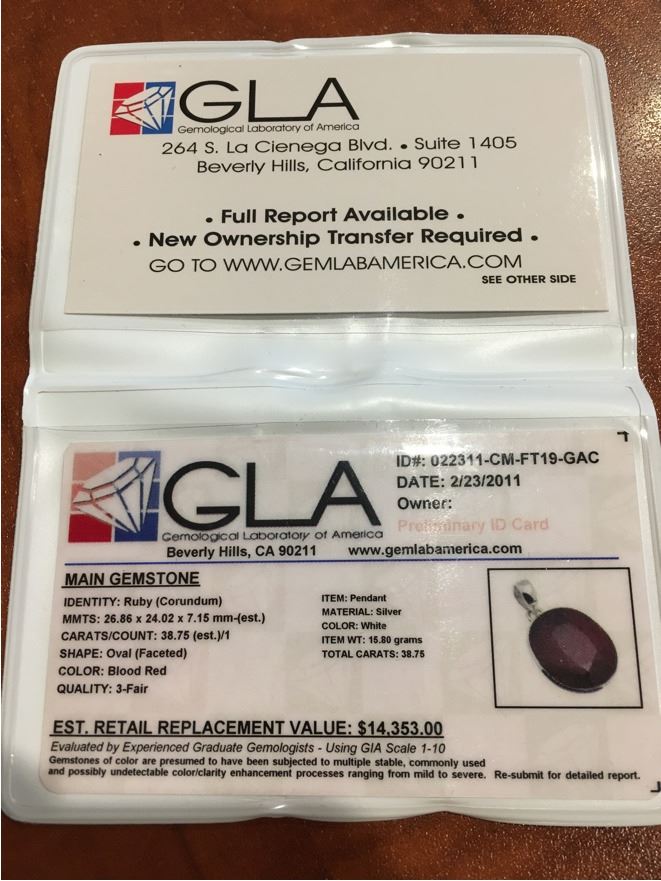 GLA
Gemological Laboratory of America
264 S. La Cienega Blvd. • Suite 1405
Beverly Hills, California 90211
• Full Report Available •
• New Ownership Transfer Required •
GO TO WWW.GEMLABAMERICA.COM
SEE OTHER SIDE
GLA
Gemological Laboratory of America
Beverly Hills, CA 90211 www.gemlabamerica.com
ID#: 022311-CM-FT19-GAC
DATE: 2/23/2011
Owner:
Preliminary ID Card
MAIN GEMSTONE
IDENTITY: Ruby (Corundum)
MMTS: 26.86 x 24.02 x 7.15 mm-(est.)
CARATS/COUNT: 38.75 (est.)/1
SHAPE: Oval (Faceted)
COLOR: Blood Red
QUALITY: 3-Fair
ITEM: Pendant
MATERIAL: Silver
COLOR: White
ITEM WT: 15.80 grams
TOTAL CARATS: 38.75
EST. RETAIL REPLACEMENT VALUE: $14,353.00
Evaluated by Experienced Graduate Gemologists - Using GIA Scale 1-10
Gemstones of color are presumed to have been subjected to multiple stable, commonly used
and possibly undetectable color/clarity enhancement processes ranging from mild to severe. Re-submit for detailed report.